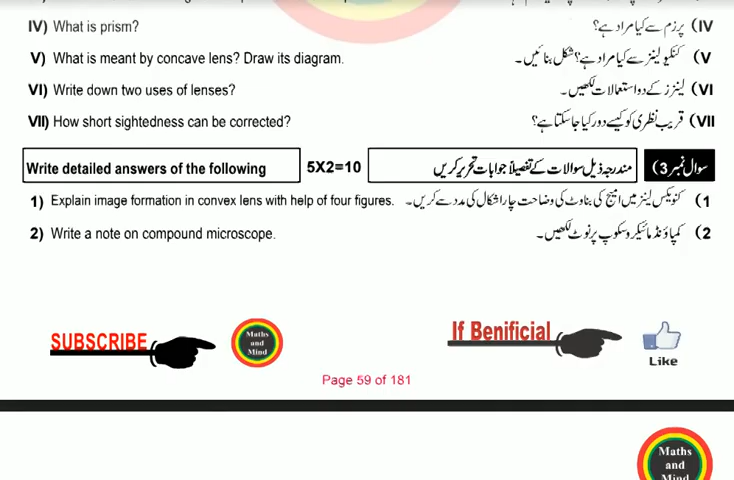 IV) What is prism? IV) پرزم سے کیا مراد ہے؟
V) What is meant by concave lens? Draw its diagram. V) کنکیو لینز سے کیا مراد ہے؟ شکل بنائیں۔
VI) Write down two uses of lenses? VI) لینزز کے دو استعمالات لکھیں۔
VII) How short sightedness can be corrected? VII) قریب نظری کو کیسے دور کیا جاسکتا ہے؟
Write detailed answers of the following 5X2=10 مندرجہ ذیل سوالات کے تفصیلاً جوابات تحریر کریں سوال نمبر 3)
1) Explain image formation in convex lens with help of four figures. 1) کنویکس لینز میں امیج کی بناوٹ کی وضاحت چار اشکال کی مدد سے کریں۔
2) Write a note on compound microscope. 2) کمپاؤنڈ مائیکروسکوپ پر نوٹ لکھیں۔
SUBSCRIBE
Maths
and
Mind
If Benificial
Like
Page 59 of 181
Maths
and
Mind